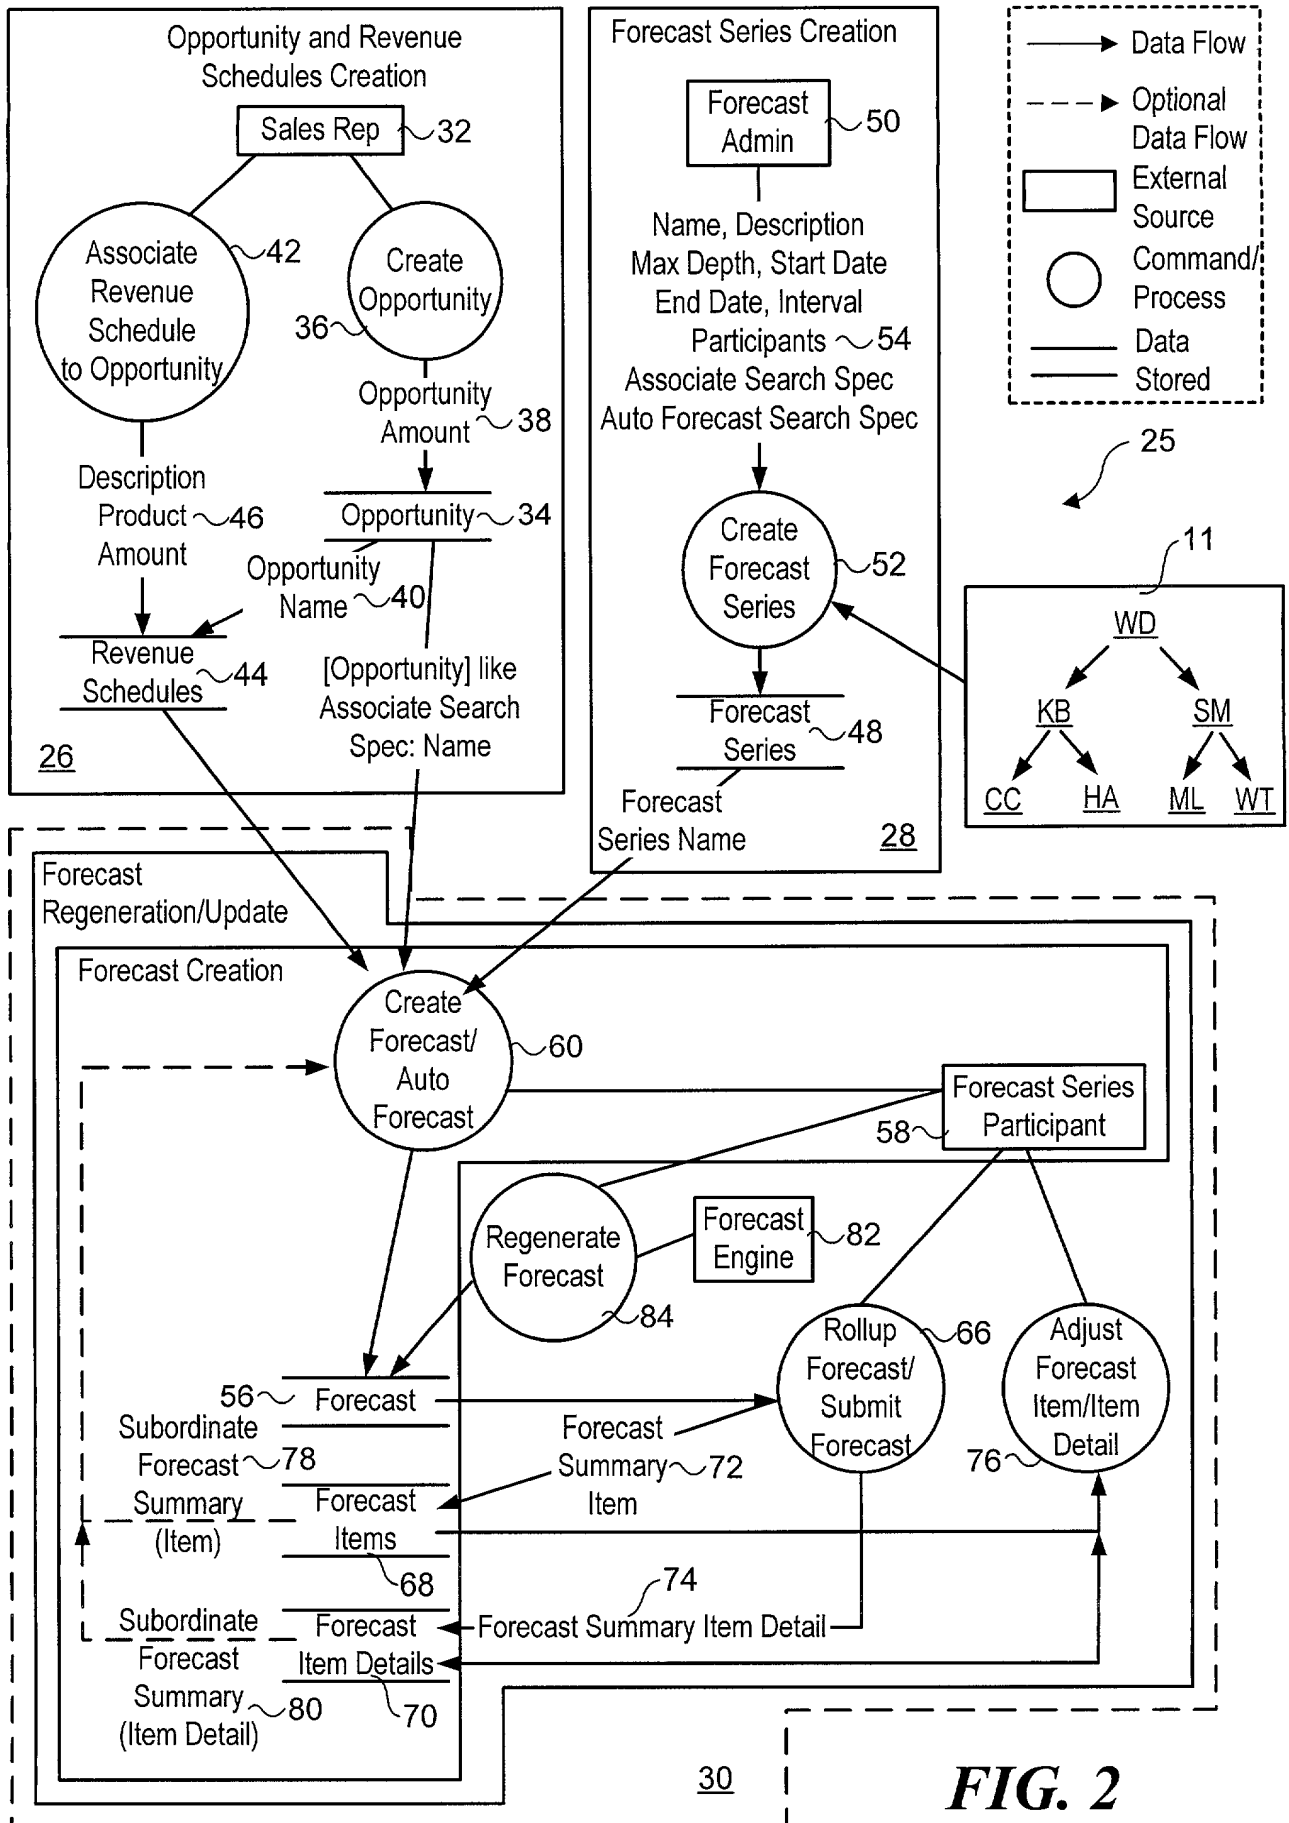 Opportunity and Revenue
Schedules Creation
Sales Rep
32
Associate
Revenue
Schedule
to Opportunity
42
Create
Opportunity
36
Opportunity
Amount
38
Description
Product
Amount
46
Opportunity
34
Opportunity
Name
40
Revenue
Schedules
44
[Opportunity] like
Associate Search
Spec: Name
26
Forecast Series Creation
Forecast
Admin
50
Name, Description
Max Depth, Start Date
End Date, Interval
Participants
54
Associate Search Spec
Auto Forecast Search Spec
Create
Forecast
Series
52
Forecast
Series
48
Forecast
Series Name
28
Data Flow
Optional
Data Flow
External
Source
Command/
Process
Data
Stored
25
11
WD
KB
SM
CC
HA
ML
WT
Forecast
Regeneration/Update
Forecast Creation
Create
Forecast/
Auto
Forecast
60
Forecast Series
Participant
58
Regenerate
Forecast
84
Forecast
Engine
82
Rollup
Forecast/
Submit
Forecast
66
Adjust
Forecast
Item/Item
Detail
76
56
Forecast
Subordinate
Forecast
Summary
(Item)
78
Forecast
Summary
Item
72
Forecast
Items
68
74
Forecast Summary Item Detail
Subordinate
Forecast
Summary
(Item Detail)
80
Forecast
Item Details
70
30
FIG. 2